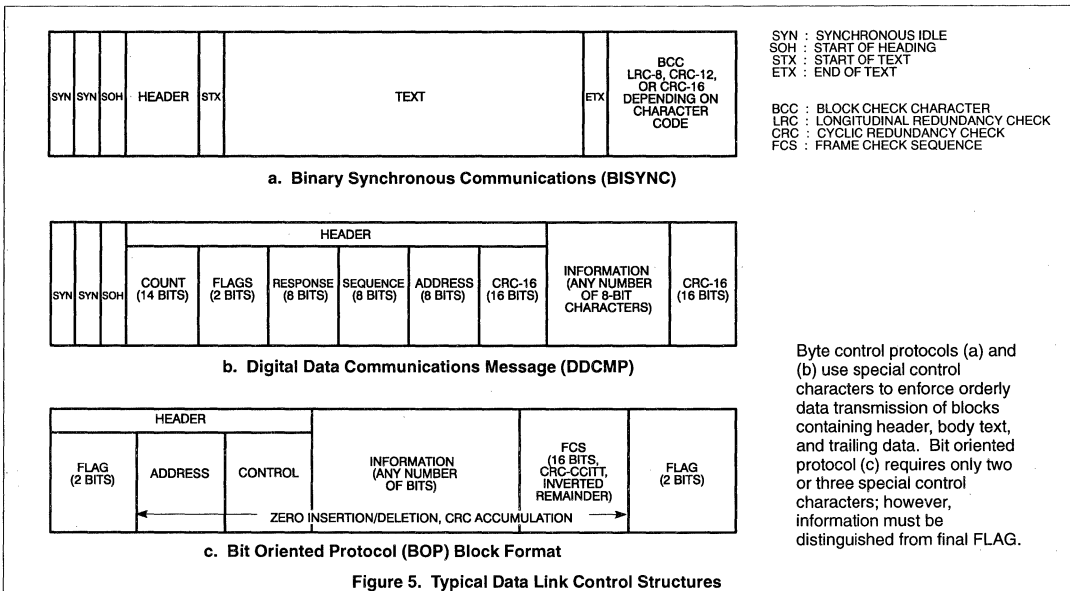 SYN
SYN
SOH
HEADER
STX
TEXT
ETX
BCC
LRC-8, CRC-12,
OR CRC-16
DEPENDING ON
CHARACTER
CODE
a. Binary Synchronous Communications (BISYNC)
SYN : SYNCHRONOUS IDLE
SOH : START OF HEADING
STX : START OF TEXT
ETX : END OF TEXT
BCC : BLOCK CHECK CHARACTER
LRC : LONGITUDINAL REDUNDANCY CHECK
CRC : CYCLIC REDUNDANCY CHECK
FCS : FRAME CHECK SEQUENCE
SYN
SYN
SOH
HEADER
COUNT
(14 BITS)
FLAGS
(2 BITS)
RESPONSE
(8 BITS)
SEQUENCE
(8 BITS)
ADDRESS
(8 BITS)
CRC-16
(16 BITS)
INFORMATION
(ANY NUMBER
OF 8-BIT
CHARACTERS)
CRC-16
(16 BITS)
b. Digital Data Communications Message (DDCMP)
HEADER
FLAG
(2 BITS)
ADDRESS
CONTROL
INFORMATION
(ANY NUMBER
OF BITS)
FCS
(16 BITS,
CRC-CCITT,
INVERTED
REMAINDER)
FLAG
(2 BITS)
ZERO INSERTION/DELETION, CRC ACCUMULATION
c. Bit Oriented Protocol (BOP) Block Format
Byte control protocols (a) and
(b) use special control
characters to enforce orderly
data transmission of blocks
containing header, body text,
and trailing data. Bit oriented
protocol (c) requires only two
or three special control
characters; however,
information must be
distinguished from final FLAG.
Figure 5. Typical Data Link Control Structures